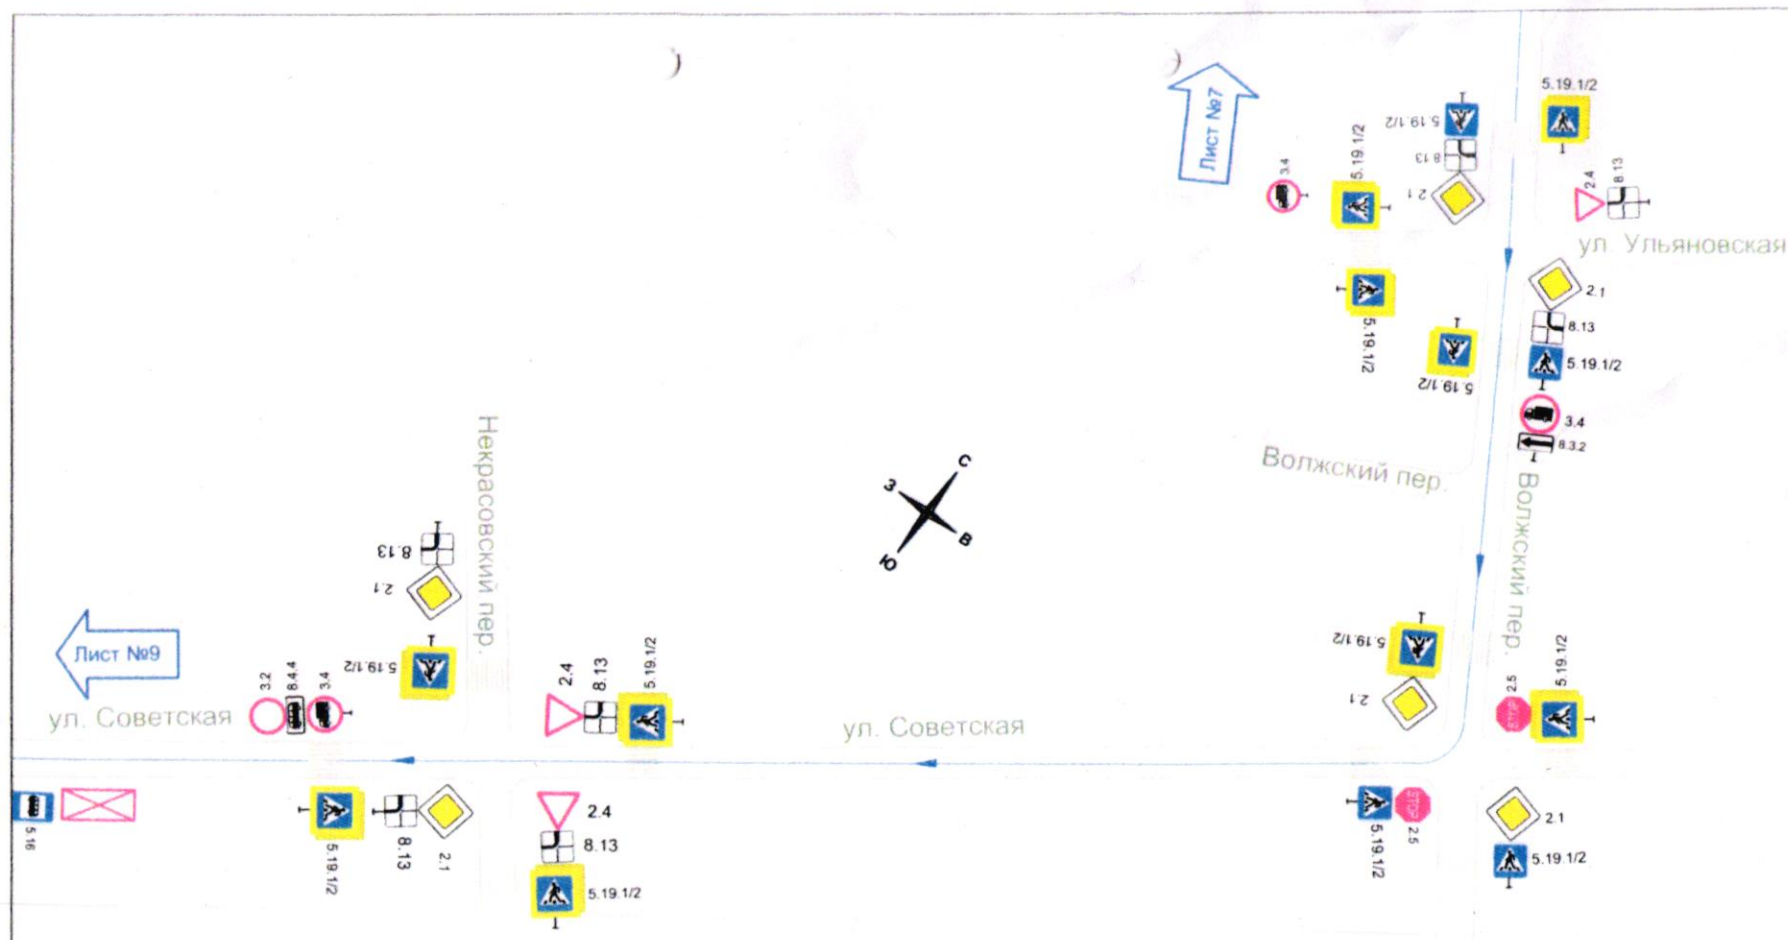 5.19.1/2
Лист №7
5.19.1/2
8.13
2.1
3.4
5.19.1/2
2.4
8.13
ул. Ульяновская
2.1
8.13
5.19.1/2
3.4
8.3.2
5.19.1/2
5.19.1/2
Волжский пер.
Волжский пер.
Некрасовский пер.
С
З
В
Ю
8.13
2.1
5.19.1/2
Лист №9
3.2
8.4.4
3.4
ул. Советская
2.4
8.13
5.19.1/2
ул. Советская
5.19.1/2
2.1
2.5
STOP
5.19.1/2
5.16
5.19.1/2
8.13
2.1
2.4
8.13
5.19.1/2
5.19.1/2
STOP
2.5
2.1
5.19.1/2